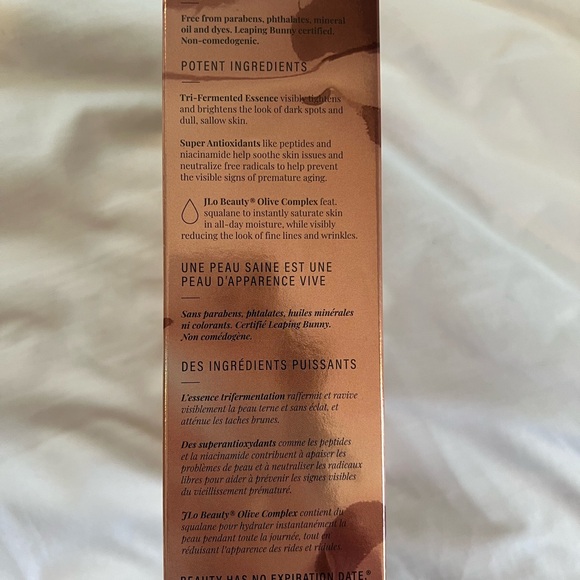 Free from parabens, phthalates, mineral
oil and dyes. Leaping Bunny certified.
Non-comedogenic.
POTENT INGREDIENTS
Tri-Fermented Essence visibly tightens
and brightens the look of dark spots and
dull, sallow skin.
Super Antioxidants like peptides and
niacinamide help soothe skin issues and
neutralize free radicals to help prevent
the visible signs of premature aging.
JLo Beauty® Olive Complex feat.
squalane to instantly saturate skin
in all-day moisture, while visibly
reducing the look of fine lines and wrinkles.
UNE PEAU SAINE EST UNE
PEAU D'APPARENCE VIVE
Sans parabens, phtalates, huiles minérales
ni colorants. Certifié Leaping Bunny.
Non comédogène.
DES INGRÉDIENTS PUISSANTS
L'essence trifermentation raffermit et ravive
visiblement la peau terne et sans éclat, et
atténue les taches brunes.
Des superantioxydants comme les peptides
et la niacinamide contribuent à apaiser les
problèmes de peau et à neutraliser les radicaux
libres pour aider à prévenir les signes visibles
du vieillissement prématuré.
JLo Beauty® Olive Complex contient du
squalane pour hydrater instantanément la
peau pendant toute la journée, tout en
réduisant l'apparence des rides et ridules
BEAUTY HAS NO EXPIRATION DATE.®